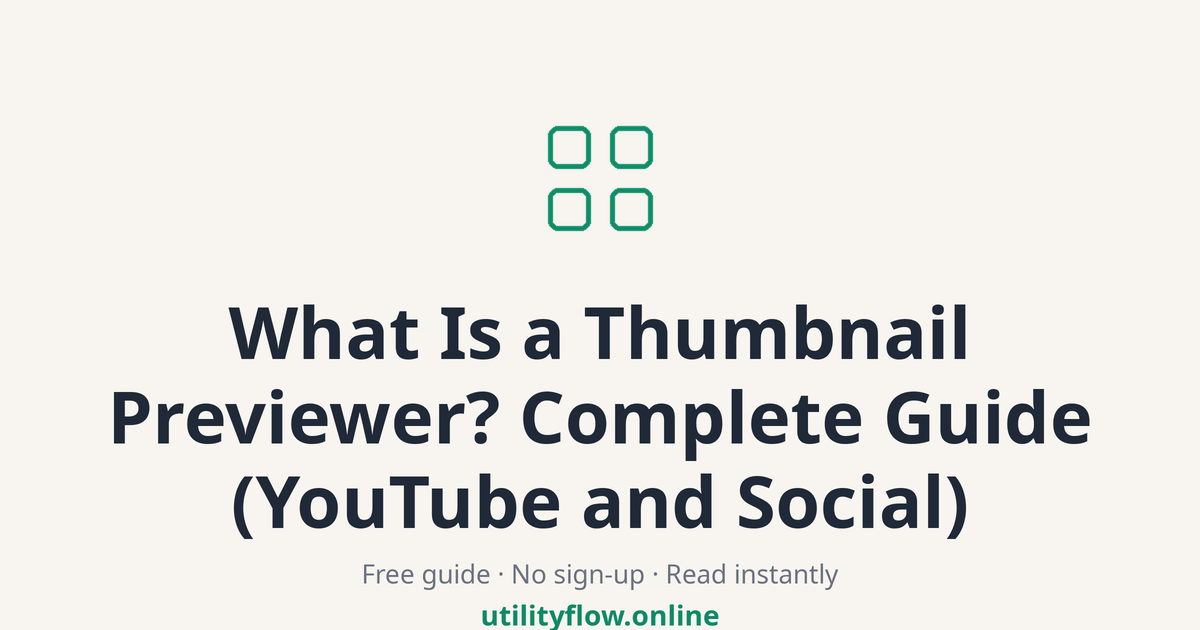 What Is a Thumbnail
Previewer? Complete Guide
(YouTube and Social)
Free guide · No sign-up · Read instantly
utilityflow.online